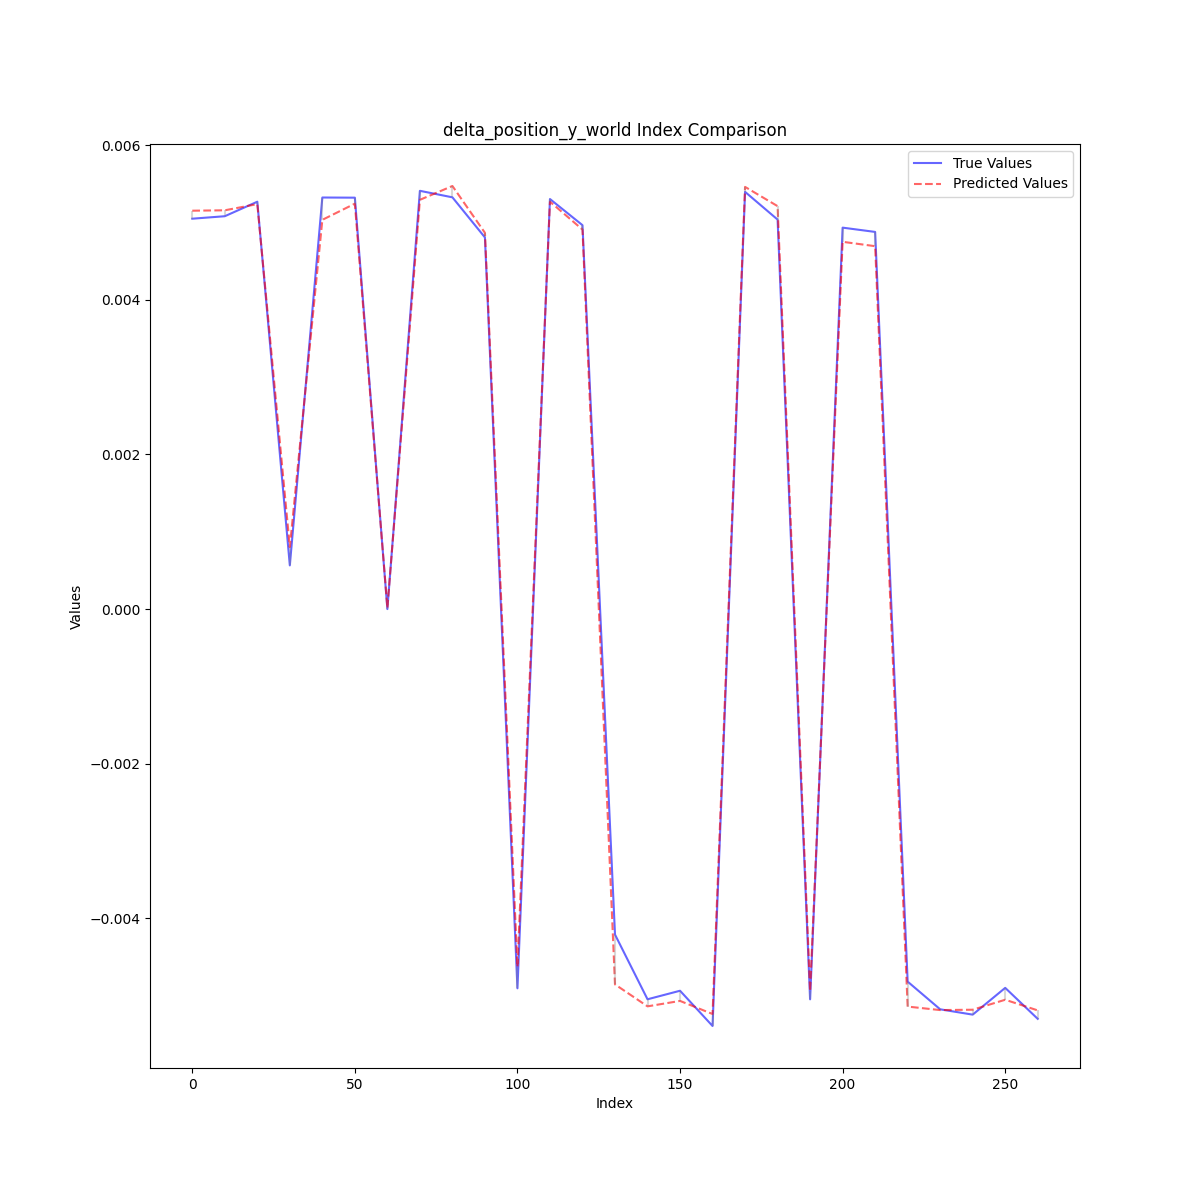 delta_position_y_world Index Comparison
True Values
Predicted Values
0.006
0.004
0.002
0.000
−0.002
−0.004
Values
0
50
100
150
200
250
Index